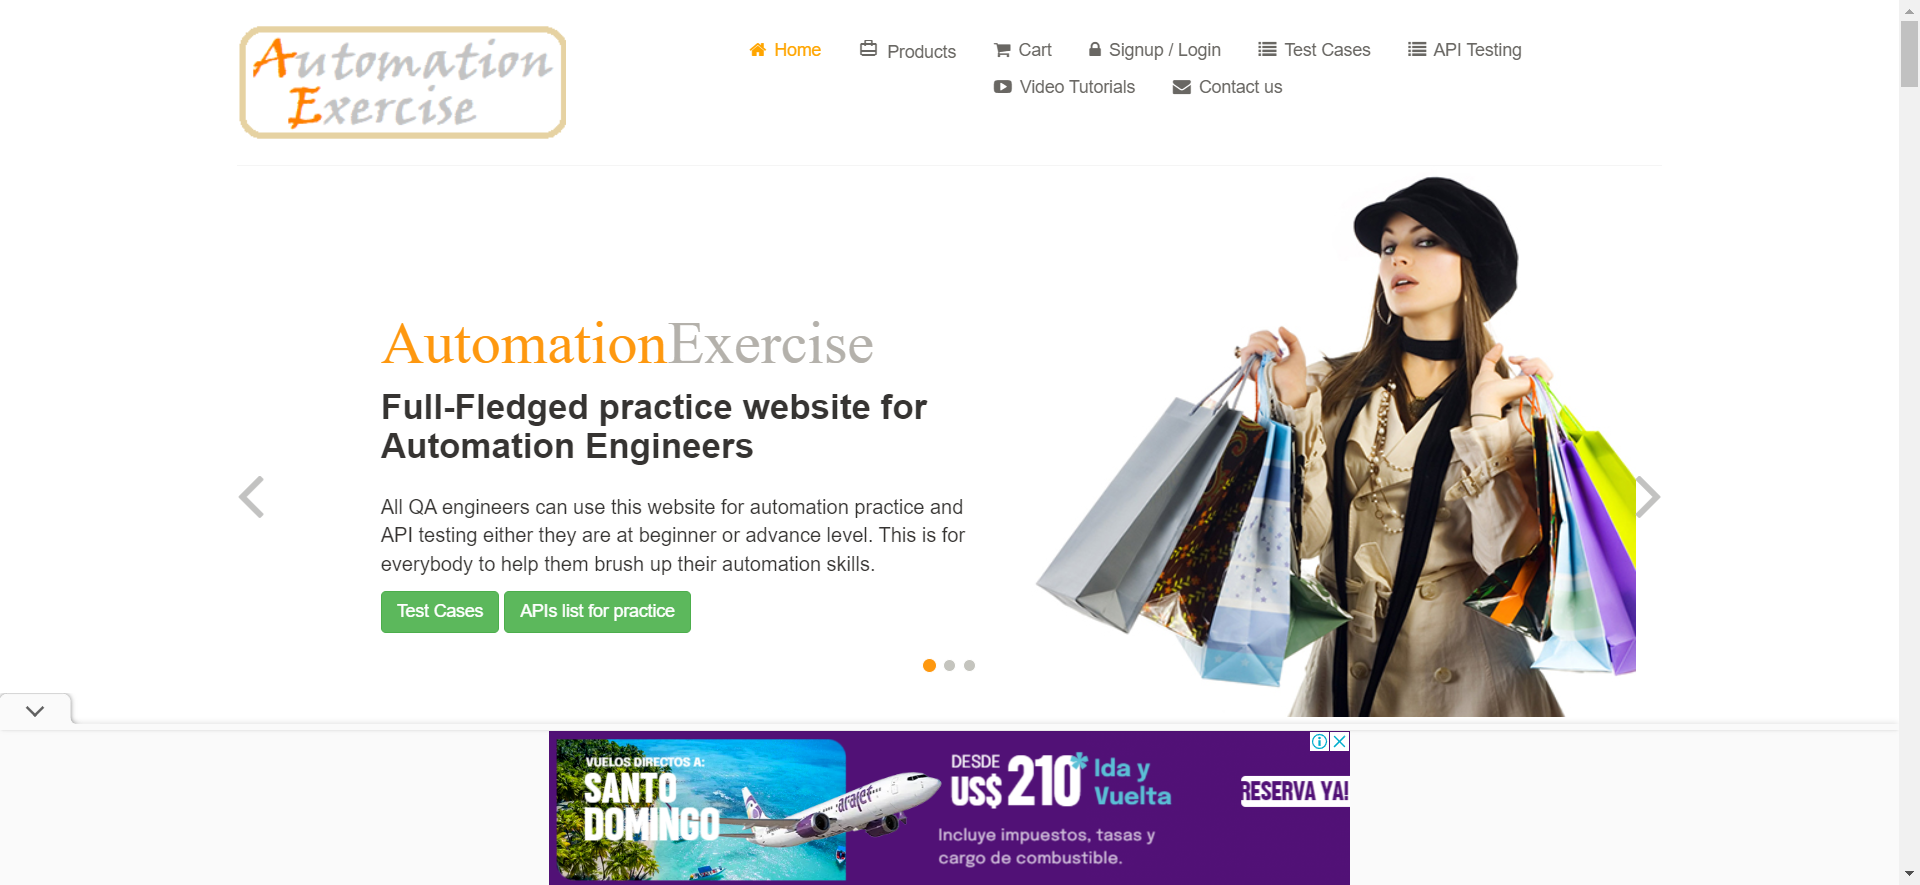 Automation
Exercise
Home
Products
Cart
Signup / Login
Test Cases
API Testing
Video Tutorials
Contact us
AutomationExercise
Full-Fledged practice website for
Automation Engineers
All QA engineers can use this website for automation practice and
API testing either they are at beginner or advance level. This is for
everybody to help them brush up their automation skills.
Test Cases
APIs list for practice
VUELOS DIRECTOS A:
SANTO
DOMINGO
arajet
DESDE
US$ 210*
Ida y
Vuelta
Incluye impuestos, tasas y
cargo de combustible.
¡RESERVA YA!